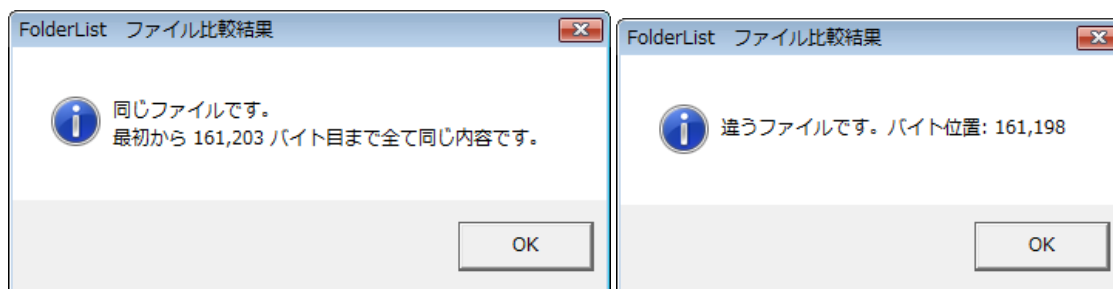 FolderList ファイル比較結果
同じファイルです。
最初から 161,203 バイト目まで全て同じ内容です。
OK
FolderList ファイル比較結果
違うファイルです。バイト位置: 161,198
OK